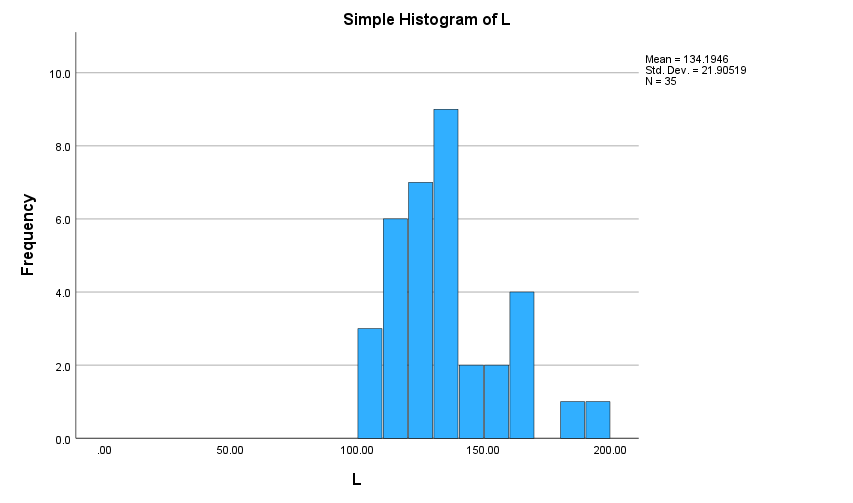 Simple Histogram of L
Mean = 134.1946
Std. Dev. = 21.90519
N = 35
10.0
8.0
6.0
4.0
2.0
0.0
Frequency
.00 50.00 100.00 150.00 200.00
L